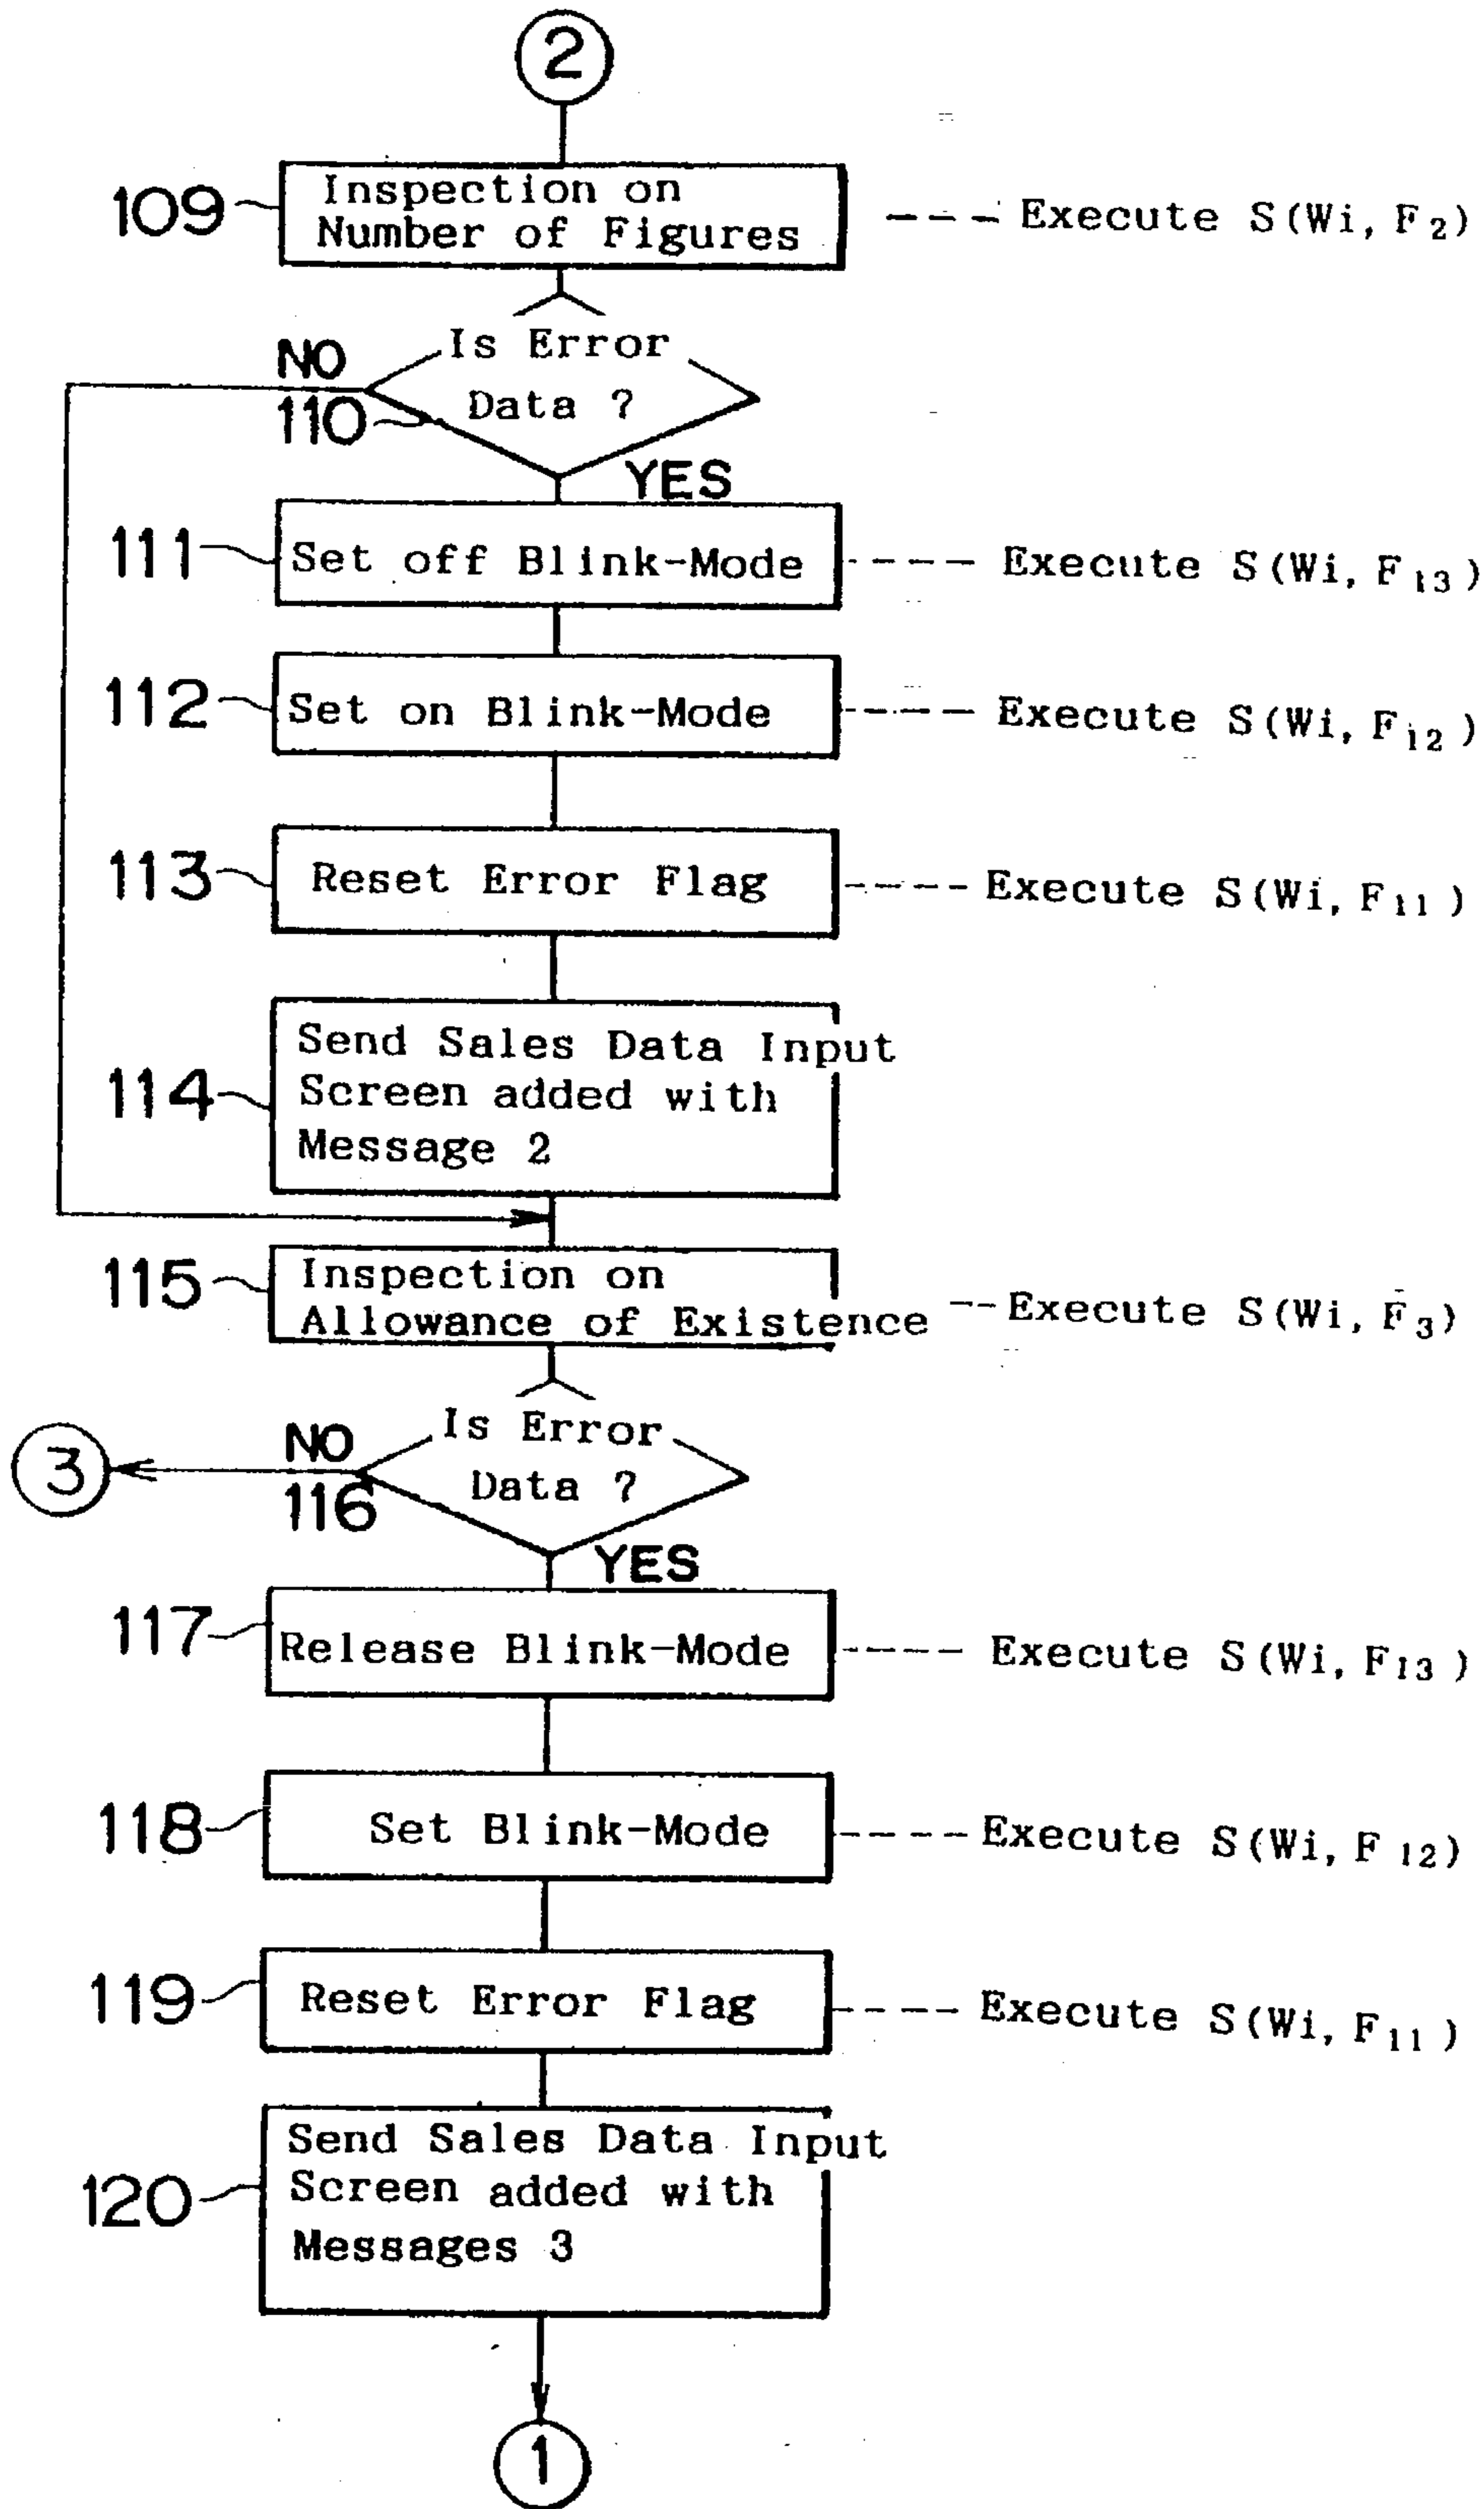 2
109
Inspection on
Number of Figures
Execute S(Wi, F2)
Is Error
Data ?
NO
110
YES
111
Set off Blink-Mode
Execute S(Wi, F13)
112
Set on Blink-Mode
Execute S(Wi, F12)
113
Reset Error Flag
Execute S(Wi, F11)
114
Send Sales Data Input
Screen added with
Message 2
115
Inspection on
Allowance of Existence
Execute S(Wi, F3)
Is Error
Data ?
NO
3
116
YES
117
Release Blink-Mode
Execute S(Wi, F13)
118
Set Blink-Mode
Execute S(Wi, F12)
119
Reset Error Flag
Execute S(Wi, F11)
120
Send Sales Data Input
Screen added with
Messages 3
1